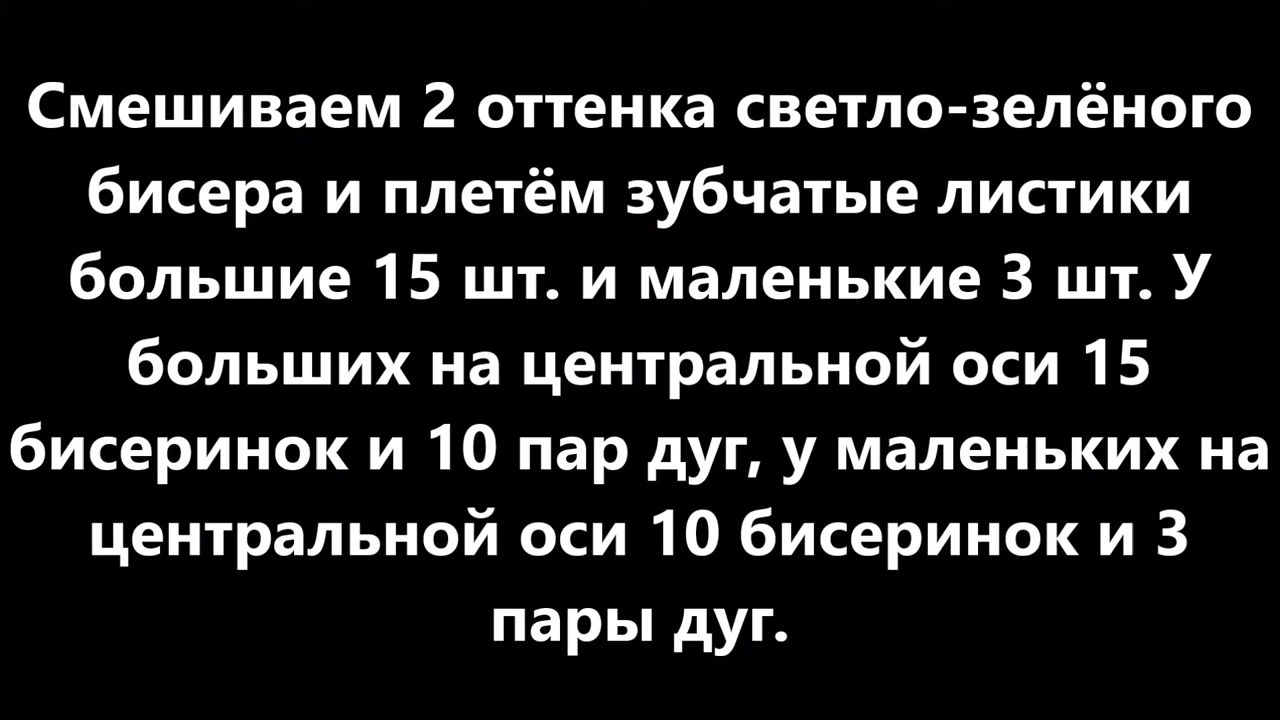 Смешиваем 2 оттенка светло-зелёного
бисера и плетём зубчатые листики
большие 15 шт. и маленькие 3 шт. У
больших на центральной оси 15
бисеринок и 10 пар дуг, у маленьких на
центральной оси 10 бисеринок и 3
пары дуг.